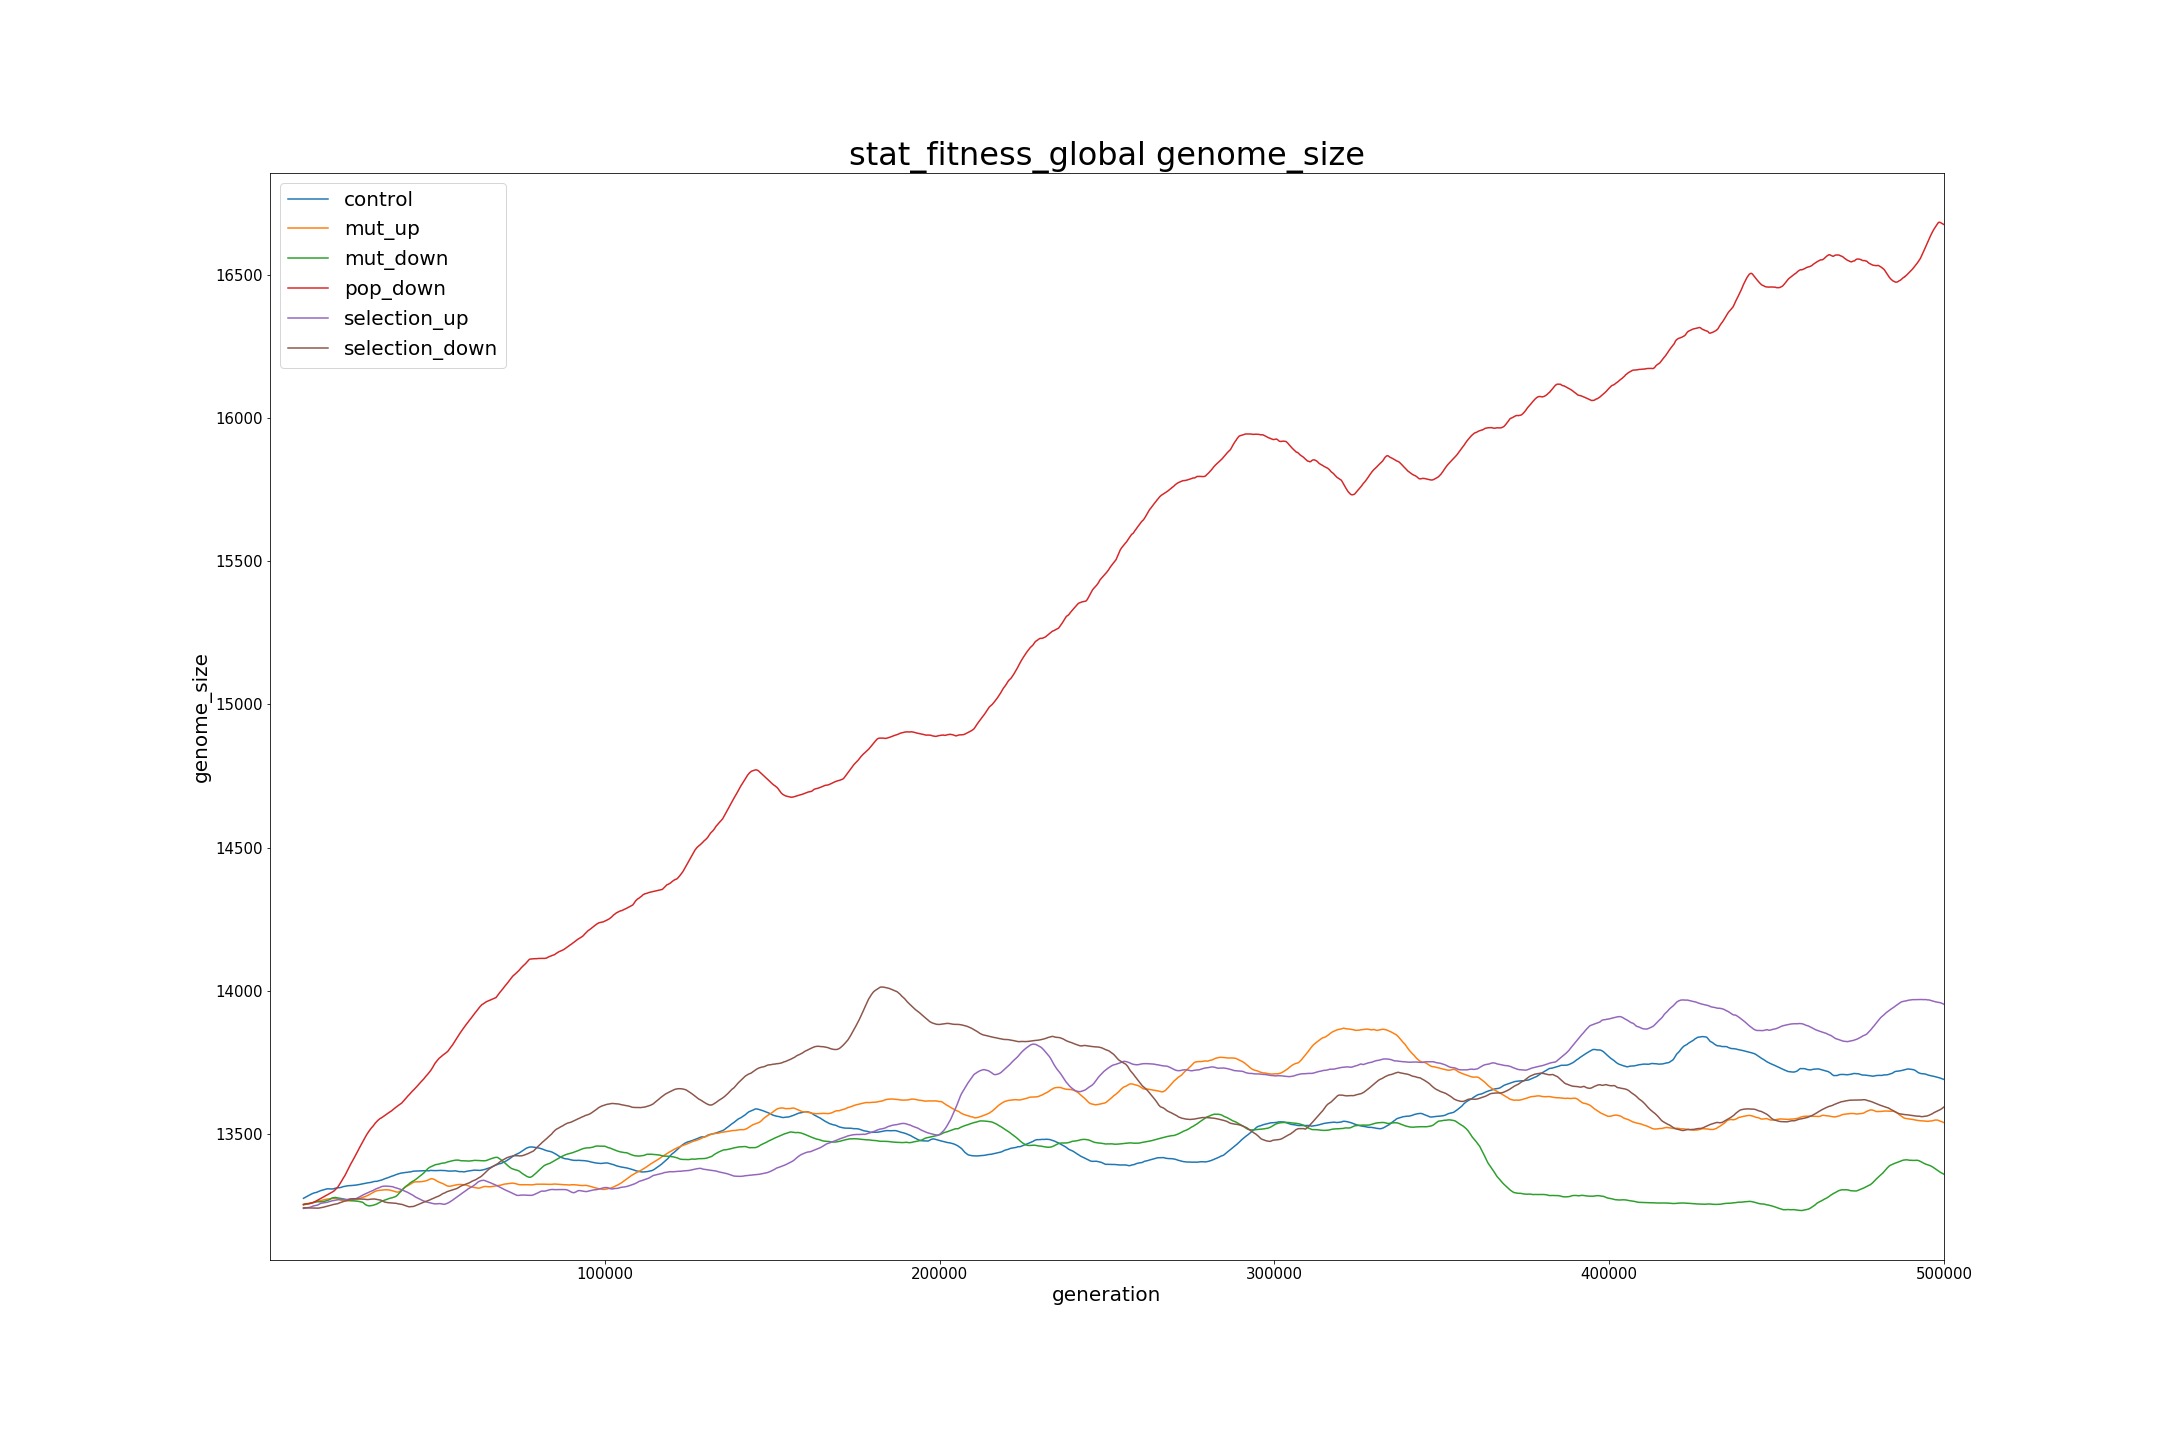 stat_fitness_global genome_size
control
mut_up
mut_down
pop_down
selection_up
selection_down
genome_size
16500
16000
15500
15000
14500
14000
13500
100000 200000 300000 400000 500000
generation